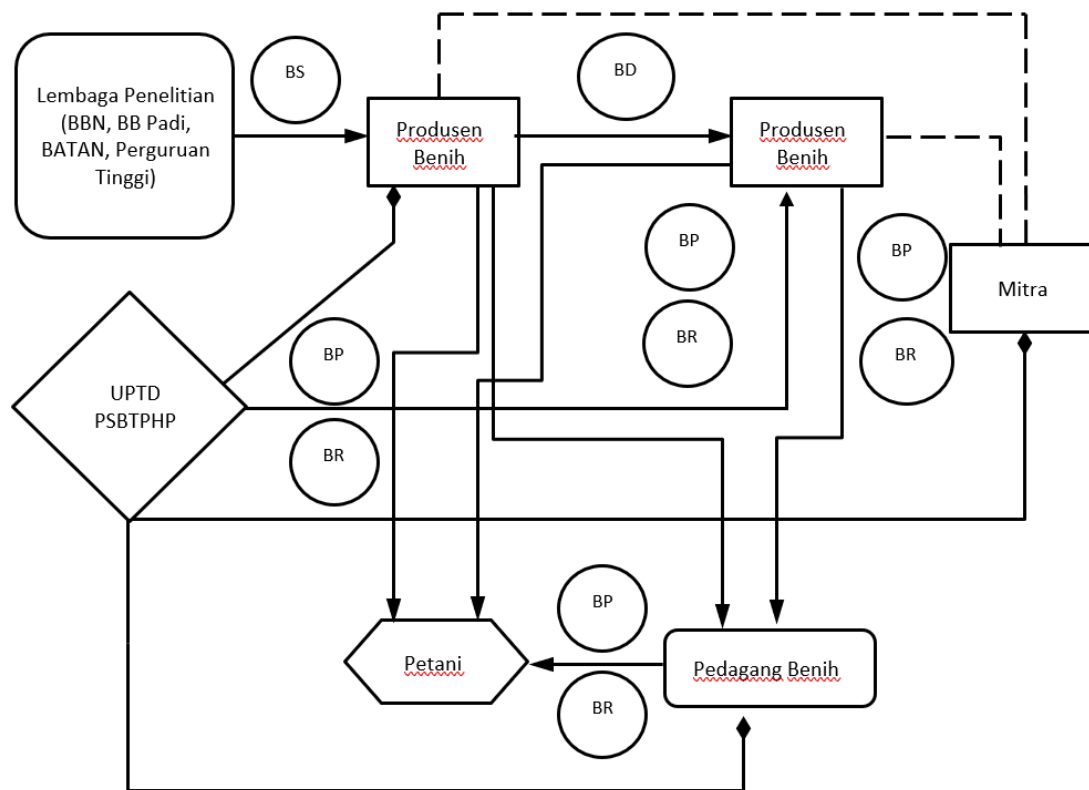 BS
BD
Lembaga Penelitian
(BBN, BB Padi,
BATAN, Perguruan
Tinggi)
Produsen
Benih
Produsen
Benih
BP
BR
BP
BR
Mitra
UPTD
PSBTPHP
BP
BR
BP
BR
Petani
Pedagang Benih